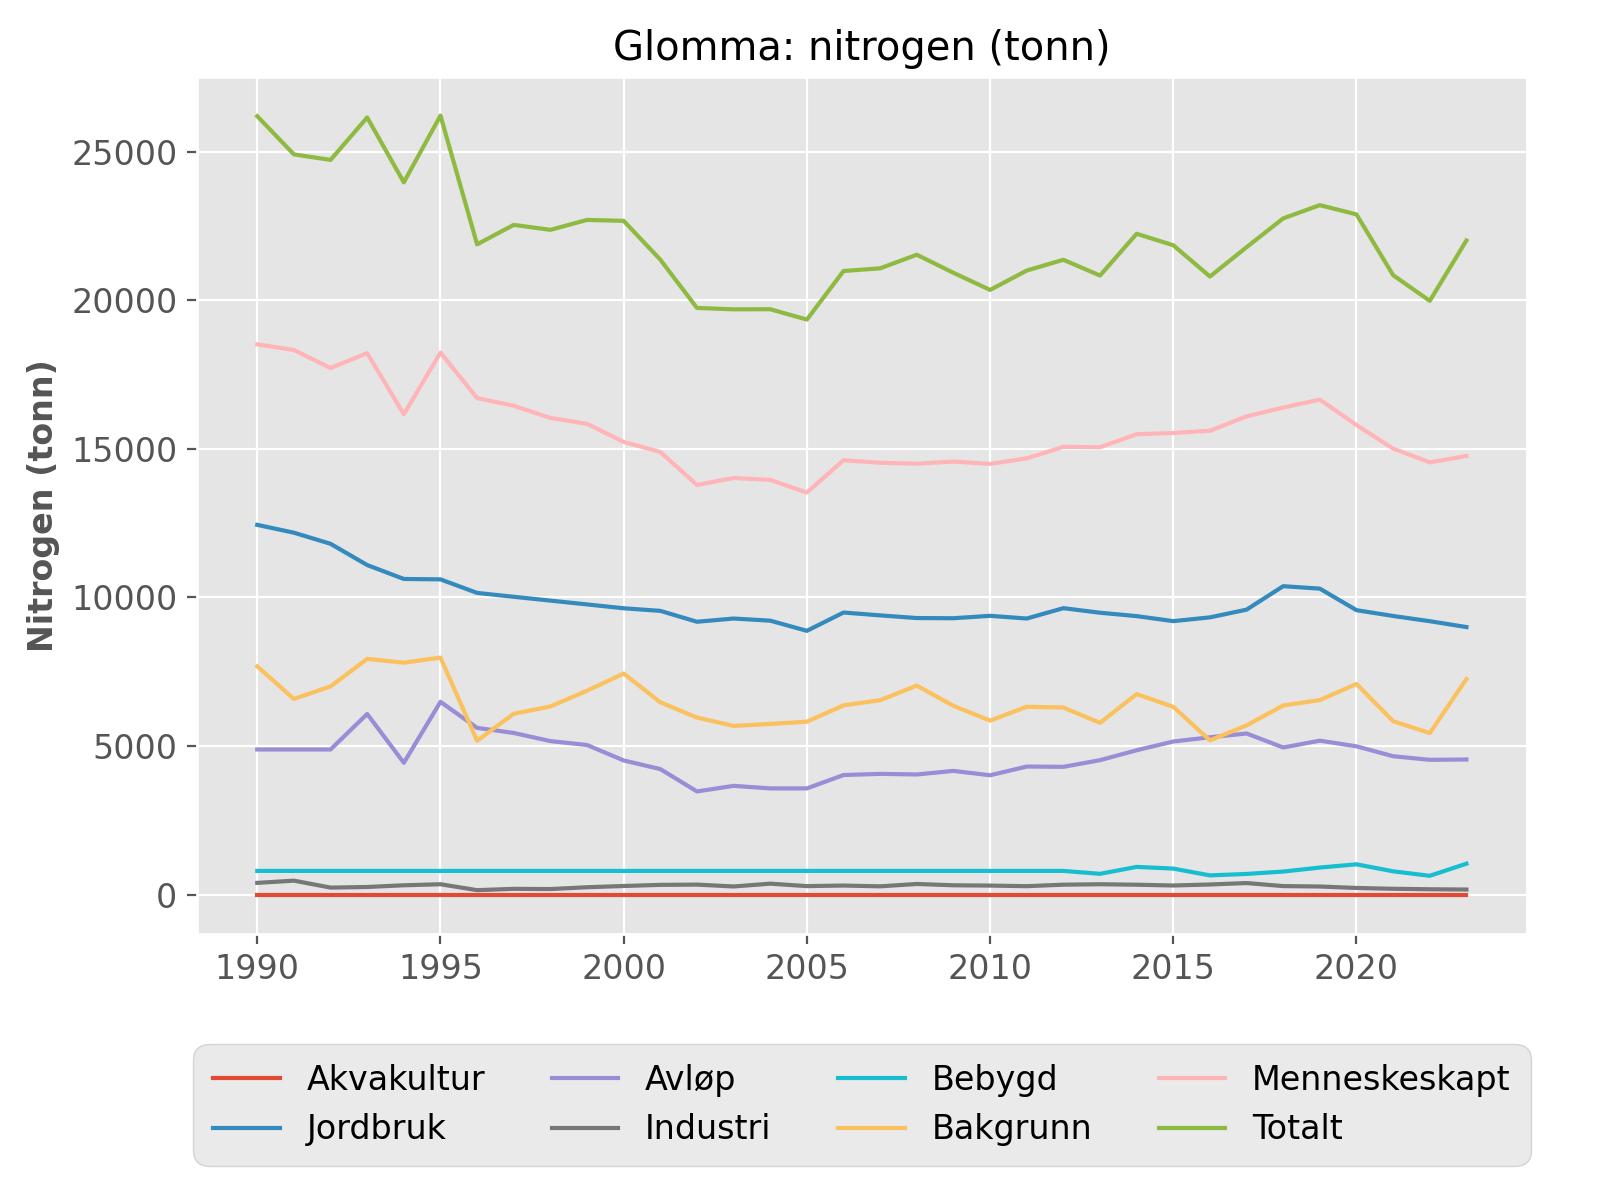 Glomma: nitrogen (tonn)
Nitrogen (tonn)
25000
20000
15000
10000
5000
0
1990 1995 2000 2005 2010 2015 2020
Akvakultur Avløp Bebygd Menneskeskapt
Jordbruk Industri Bakgrunn Totalt